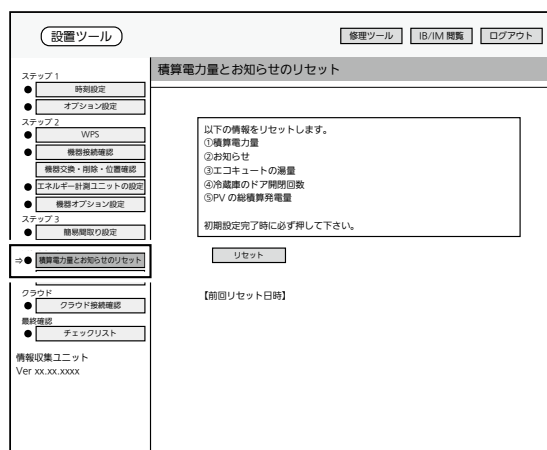 設置ツール
修理ツール
IB/IM 閲覧
ログアウト
ステップ 1
● 時刻設定
● オプション設定
ステップ 2
● WPS
● 機器接続確認
機器交換・削除・位置確認
● エネルギー計測ユニットの設定
● 機器オプション設定
ステップ 3
● 簡易間取り設定
⇒● 積算電力量とお知らせのリセット
クラウド
● クラウド接続確認
最終確認
● チェックリスト
情報収集ユニット
Ver xx.xx.xxxx
積算電力量とお知らせのリセット
以下の情報をリセットします。
①積算電力量
②お知らせ
③エコキュートの湯量
④冷蔵庫のドア開閉回数
⑤PV の総積算発電量
初期設定完了時に必ず押して下さい。
リセット
【前回リセット日時】